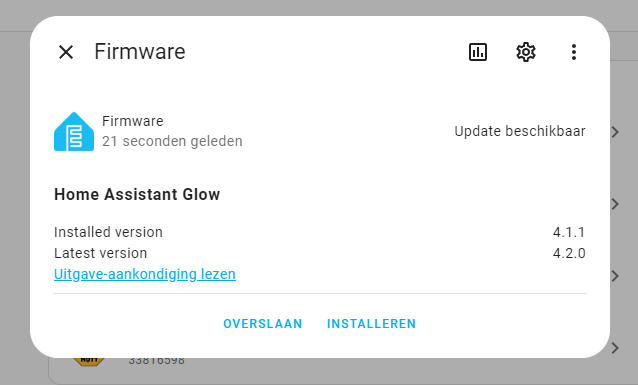 Firmware
Firmware
21 seconden geleden
Update beschikbaar
Home Assistant Glow
Installed version 4.1.1
Latest version 4.2.0
Uitgave-aankondiging lezen
OVERSLAAN INSTALLEREN
33816598